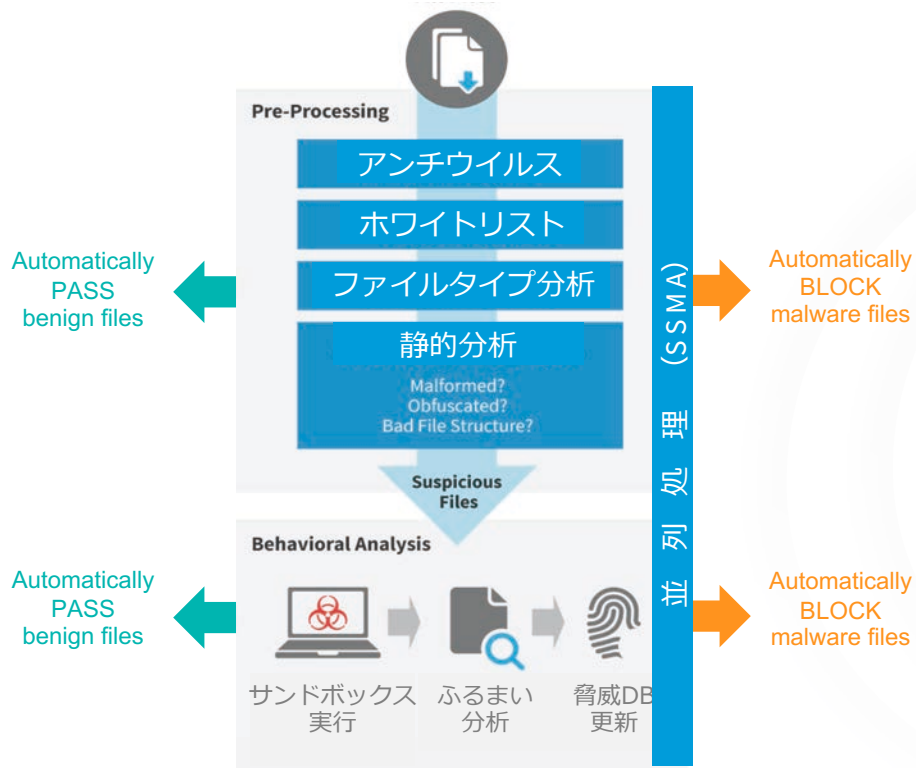 Pre-Processing
アンチウイルス
ホワイトリスト
ファイルタイプ分析
静的分析
Malformed?
Obfuscated?
Bad File Structure?
Automatically
PASS
benign files
Automatically
BLOCK
malware files
並列処理（SSMA）
Suspicious
Files
Behavioral Analysis
Automatically
PASS
benign files
Automatically
BLOCK
malware files
サンドボックス
実行
ふるまい
分析
脅威DB
更新